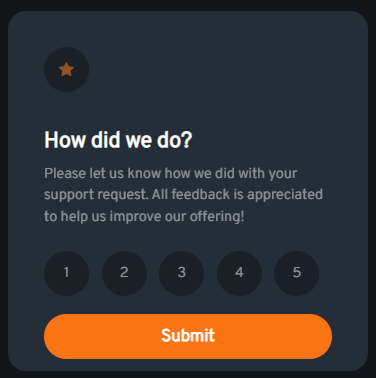 How did we do?
Please let us know how we did with your
support request. All feedback is appreciated
to help us improve our offering!
1 2 3 4 5
Submit